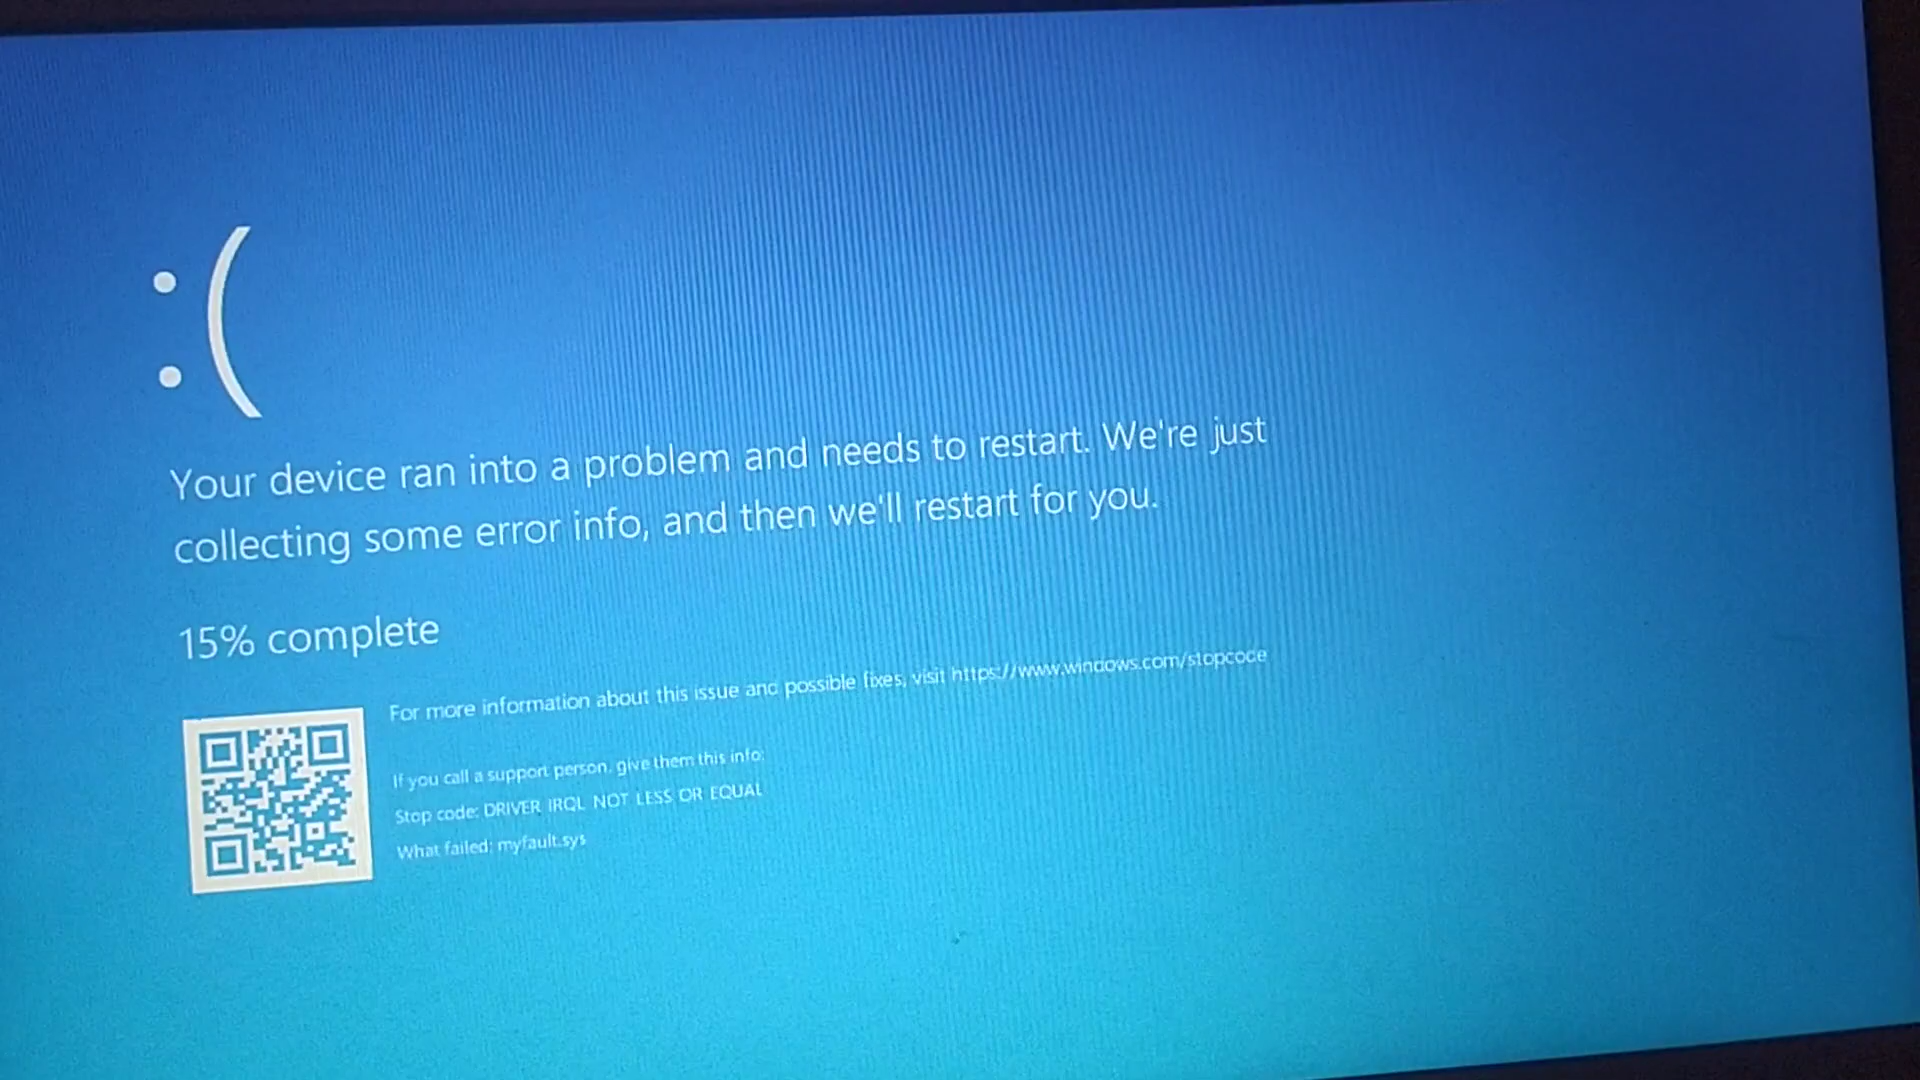 :(
Your device ran into a problem and needs to restart. We're just
collecting some error info, and then we'll restart for you.
15% complete
For more information about this issue and possible fixes, visit https://www.windows.com/stopcode
If you call a support person, give them this info:
Stop code: DRIVER IRQL NOT LESS OR EQUAL
What failed: myfault.sys